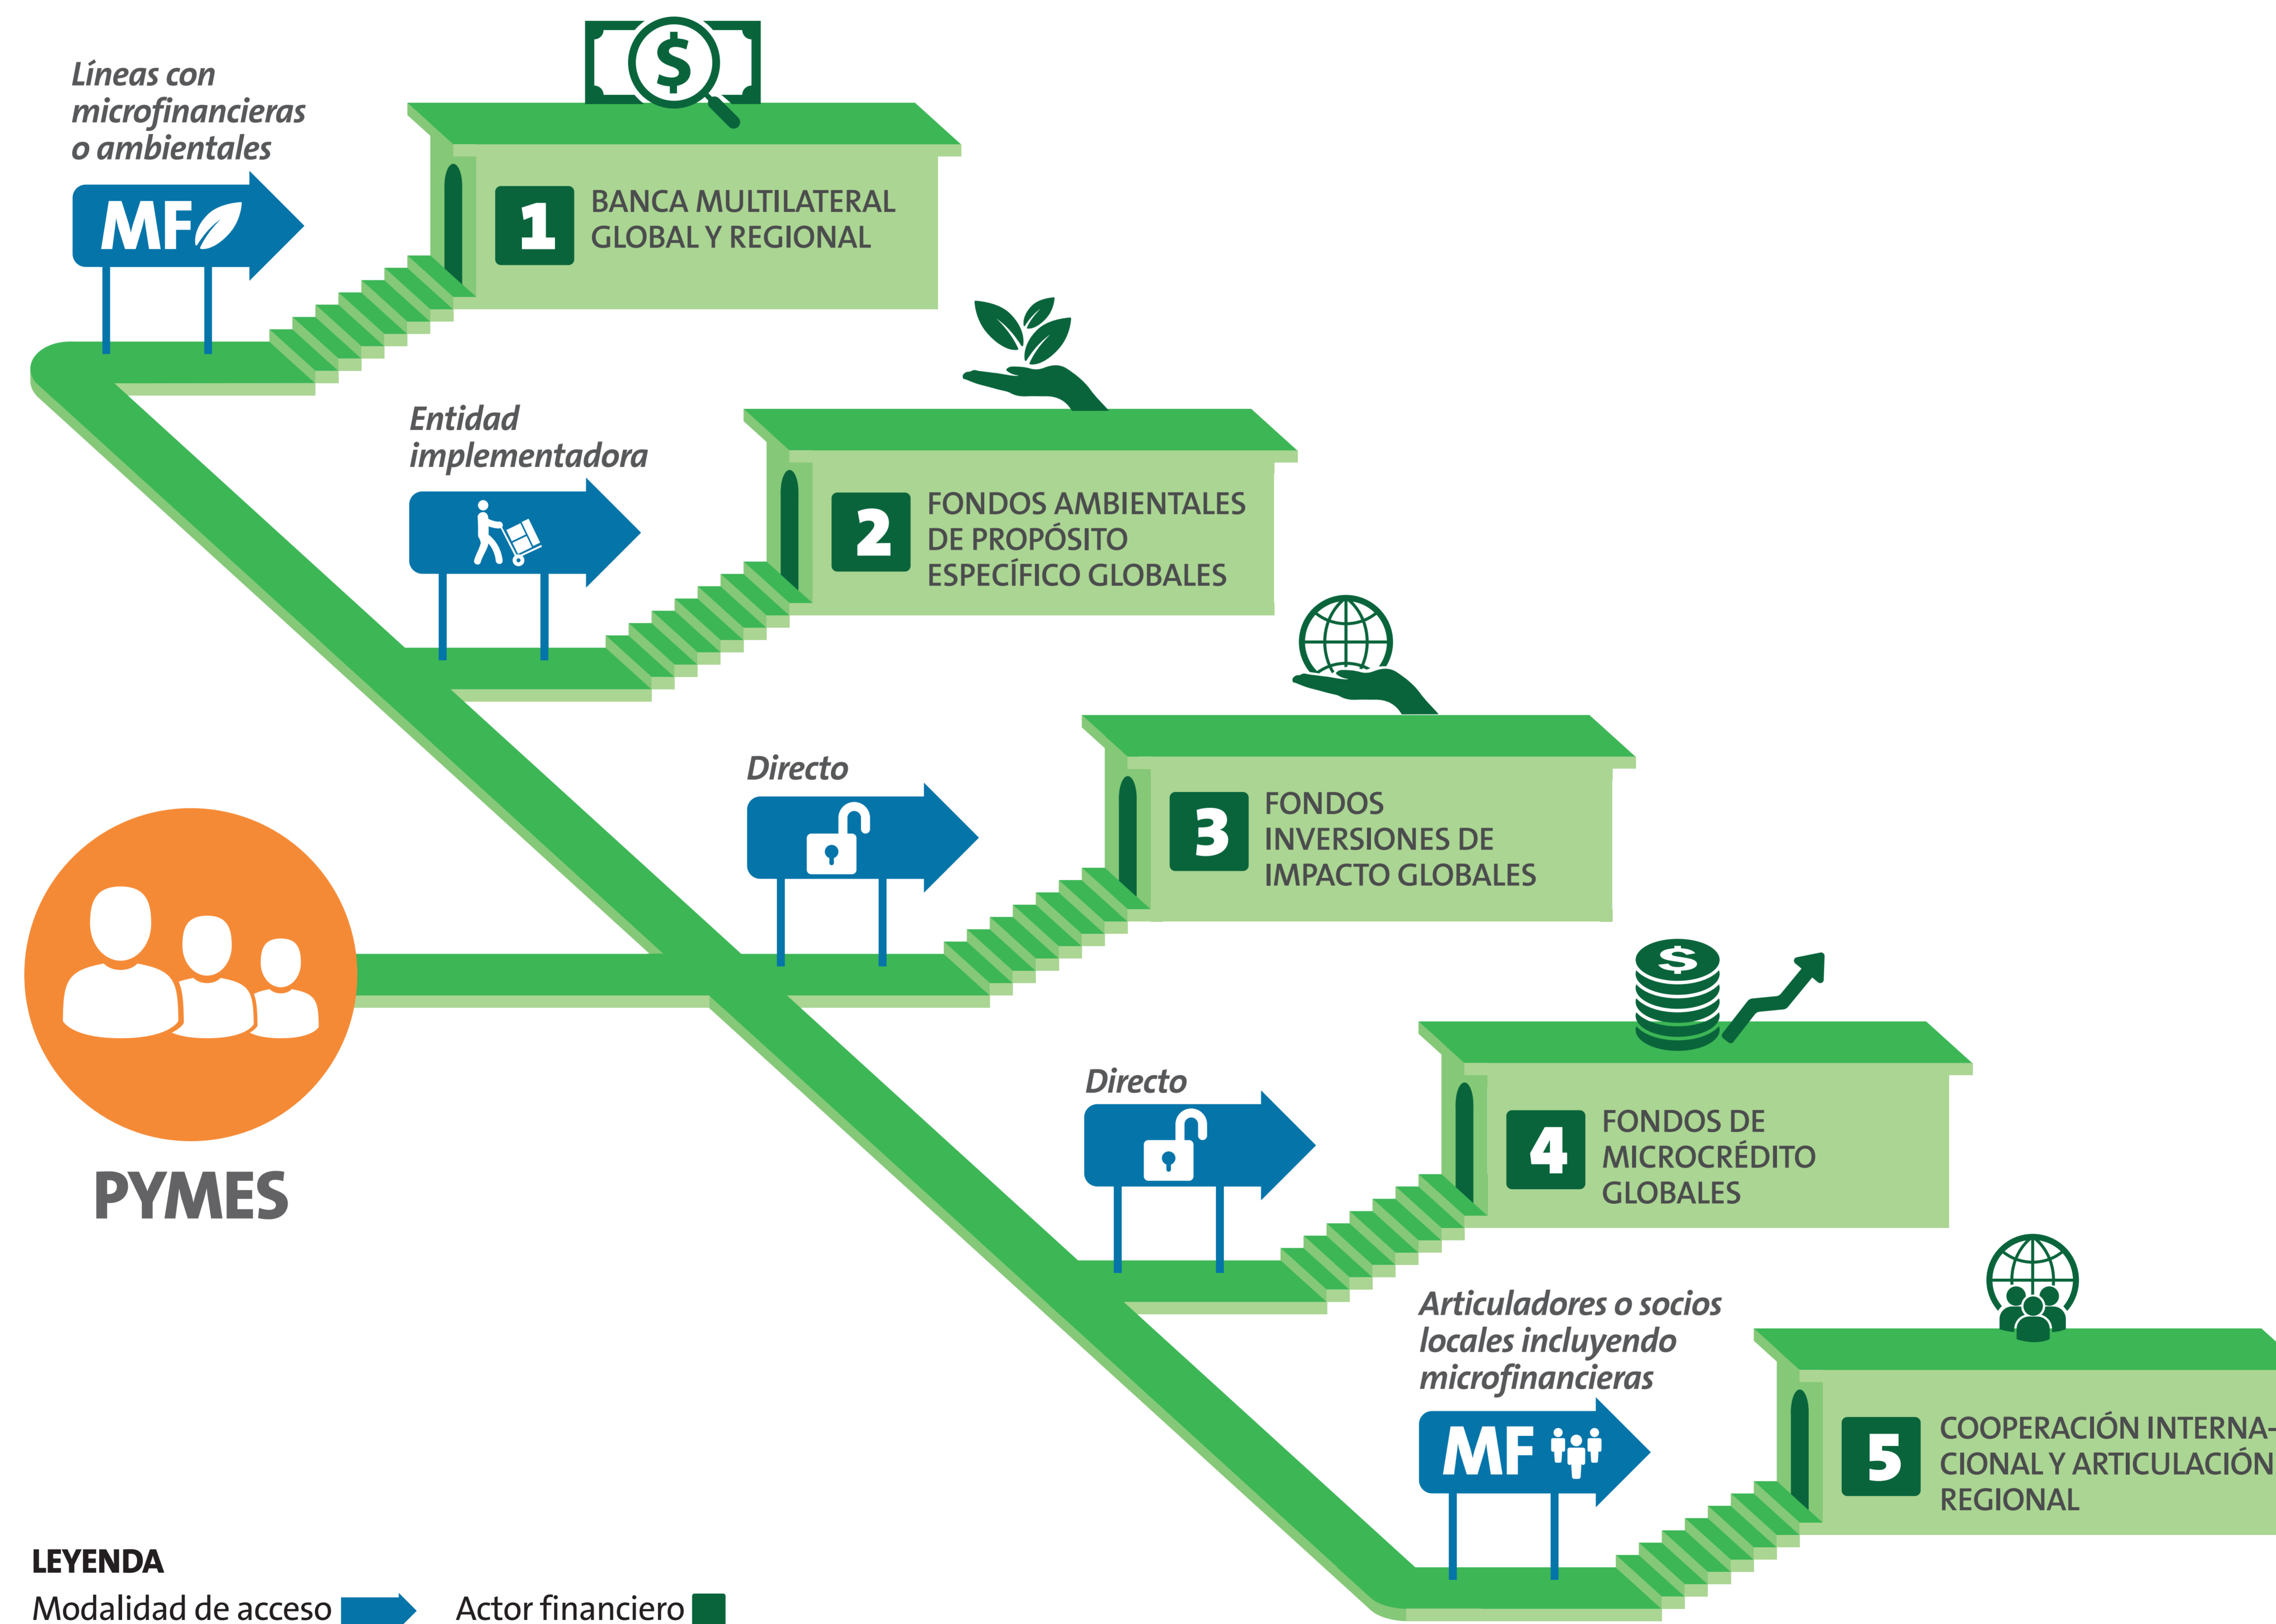 Líneas con
microfinancieras
o ambientales
MF
$
1
BANCA MULTILATERAL
GLOBAL Y REGIONAL
Entidad
implementadora
2
FONDOS AMBIENTALES
DE PROPÓSITO
ESPECÍFICO GLOBALES
Directo
3
FONDOS
INVERSIONES DE
IMPACTO GLOBALES
PYMES
Directo
$
4
FONDOS DE
MICROCRÉDITO
GLOBALES
Articuladores o socios
locales incluyendo
microfinancieras
MF
5
COOPERACIÓN INTERNA-
CIONAL Y ARTICULACIÓN
REGIONAL
LEYENDA
Modalidad de acceso
Actor financiero